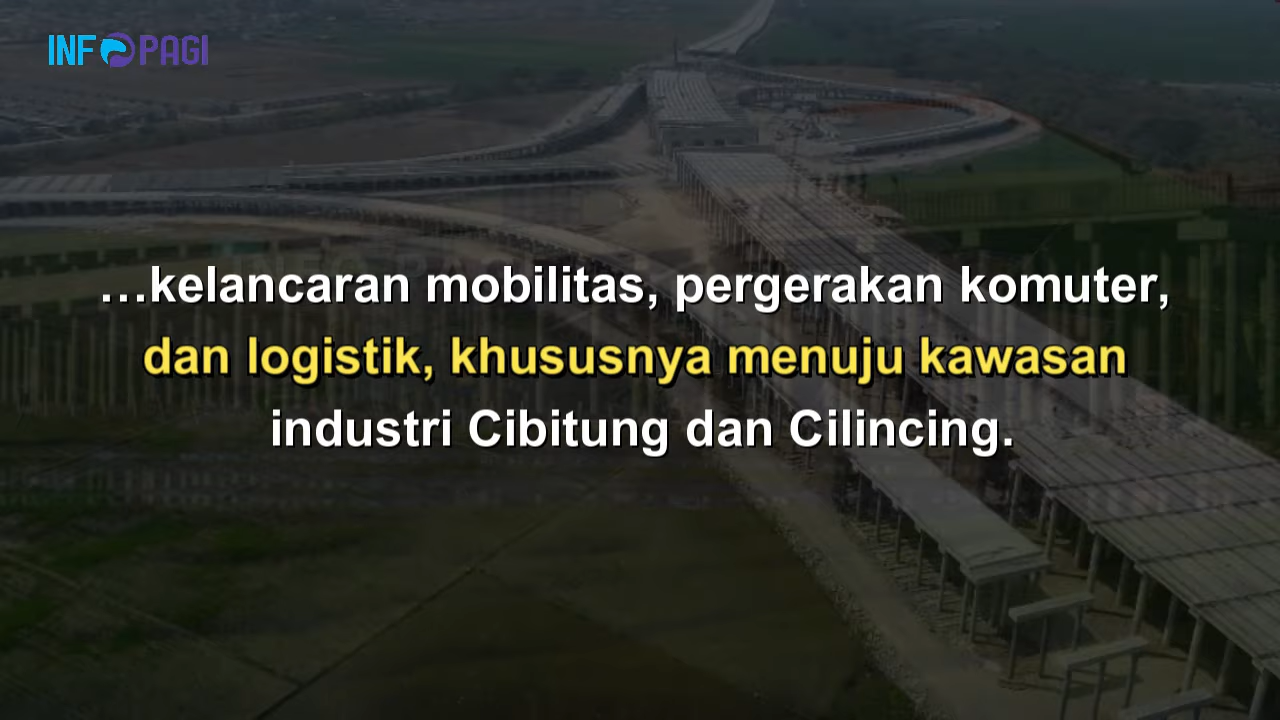 INFOPAGI
…kelancaran mobilitas, pergerakan komuter,
dan logistik, khususnya menuju kawasan
industri Cibitung dan Cilincing.